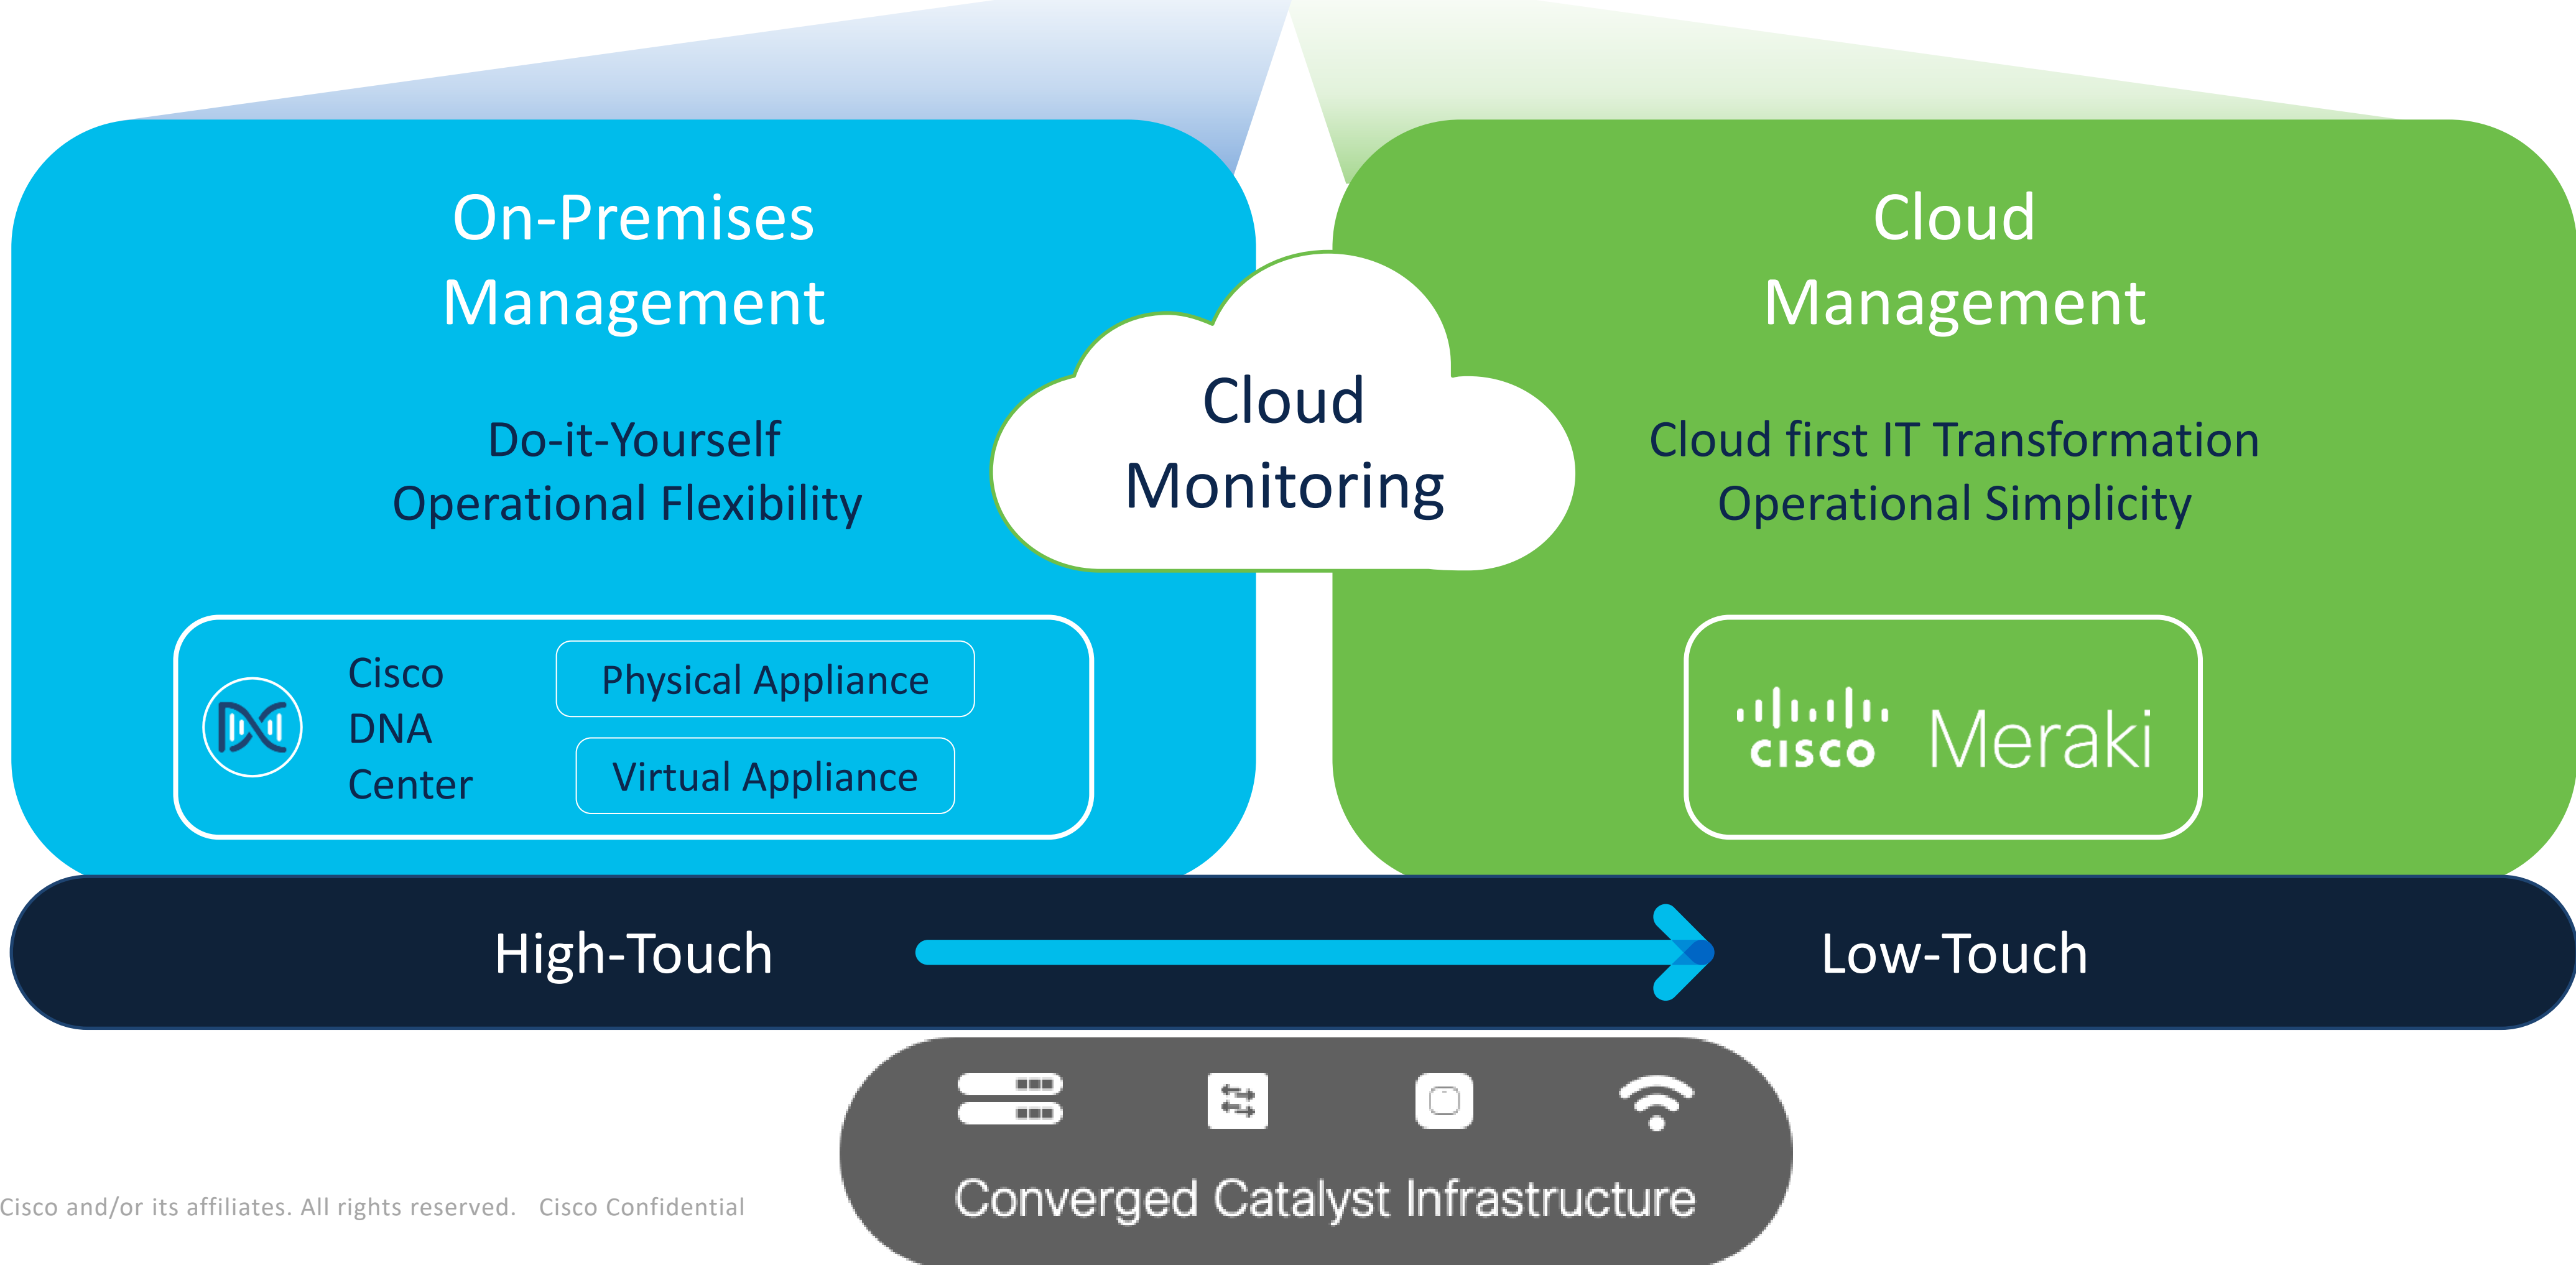 On-Premises
Management
Do-it-Yourself
Operational Flexibility
Cisco
DNA
Center
Physical Appliance
Virtual Appliance
Cloud
Monitoring
Cloud
Management
Cloud first IT Transformation
Operational Simplicity
CISCO Meraki
High-Touch
Low-Touch
Converged Catalyst Infrastructure
Cisco and/or its affiliates. All rights reserved. Cisco Confidential